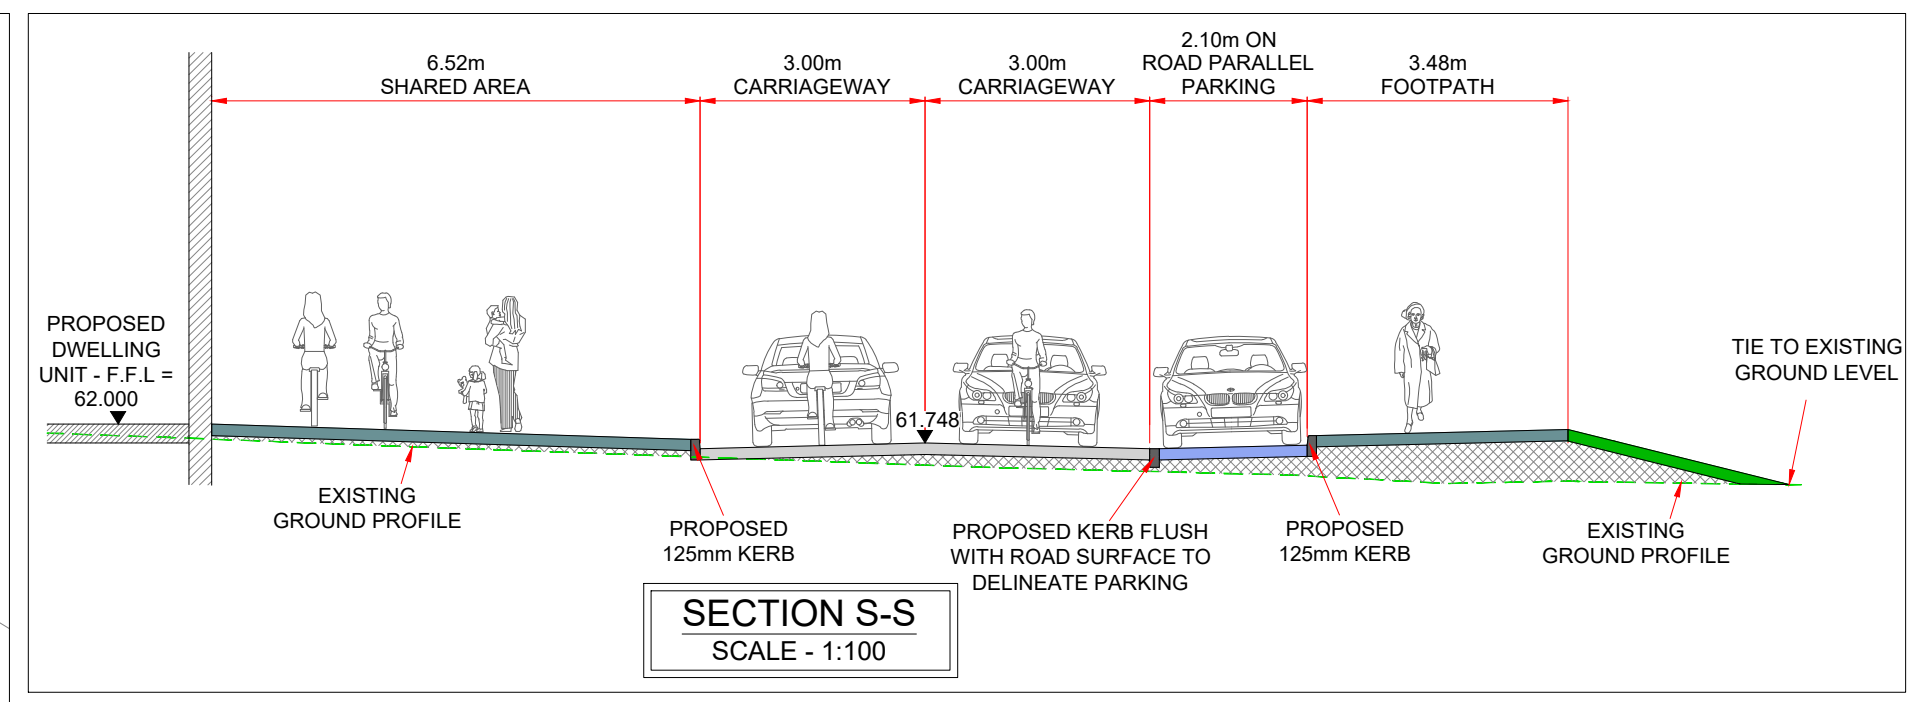 6.52m
SHARED AREA
3.00m
CARRIAGEWAY
3.00m
CARRIAGEWAY
2.10m ON
ROAD PARALLEL
PARKING
3.48m
FOOTPATH
PROPOSED
DWELLING
UNIT - F.F.L =
62.000
61.748
TIE TO EXISTING
GROUND LEVEL
EXISTING
GROUND PROFILE
PROPOSED
125mm KERB
PROPOSED KERB FLUSH
WITH ROAD SURFACE TO
DELINEATE PARKING
PROPOSED
125mm KERB
EXISTING
GROUND PROFILE
SECTION S-S
SCALE - 1:100